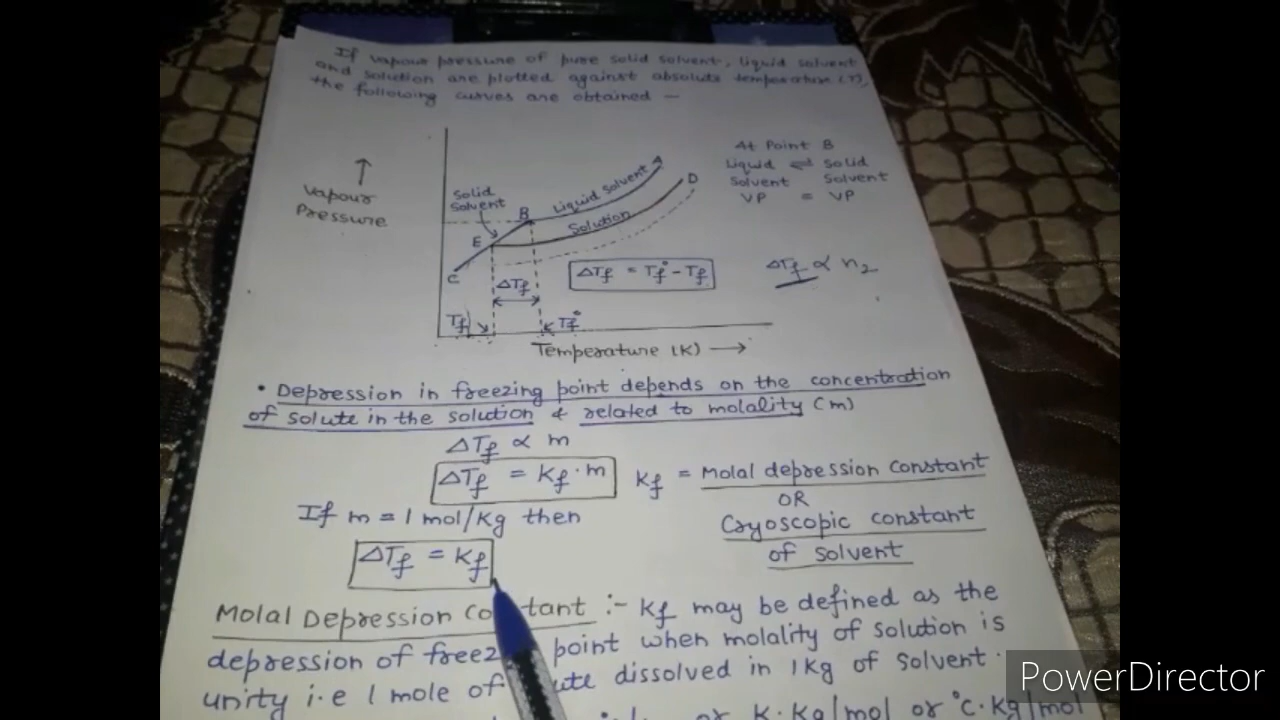 If vapour pressure of pure solid solvent, liquid solvent
and solution are plotted against absolute temperature (T),
the following curves are obtained —
At Point B
Liquid ⇌ Solid
Solvent Solvent
VP = VP
↑
Vapour
Pressure
Solid
Solvent
Liquid Solvent
Solution
A
B
C
D
E
ΔTf
ΔTf = Tf° - Tf
ΔTf ∝ n2
Tf
Tf°
Temperature (K) →
• Depression in freezing point depends on the concentration
of solute in the solution & related to molality (m)
ΔTf ∝ m
ΔTf = Kf · m
Kf = Molal depression constant
OR
Cryoscopic constant
of solvent
If m = 1 mol/Kg then
ΔTf = Kf
Molal Depression Co tant :- Kf may be defined as the
depression of freez point when molality of solution is
unity i.e 1 mole of ute dissolved in 1Kg of solvent.
or K·Kg/mol or °C·Kg/mol
PowerDirector